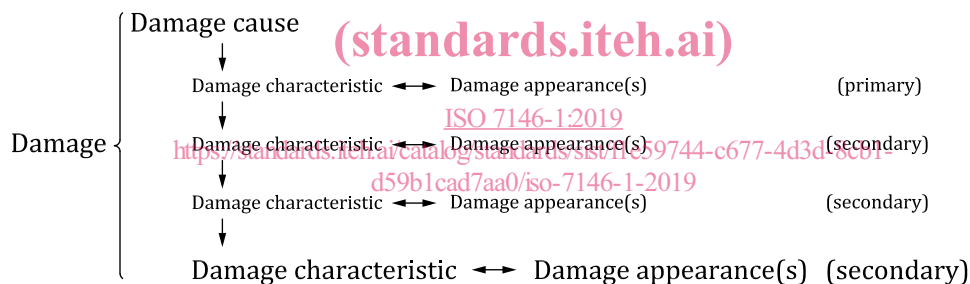 Damage cause
(standards.iteh.ai)
Damage characteristic ↔ Damage appearance(s) (primary)
ISO 7146-1:2019
Damage
Damage characteristic ↔ Damage appearance(s) (secondary)
https://standards.iteh.ai/catalog/standards/sist/f1c59744-c677-4d3d-8cb1-
d59b1cad7aa0/iso-7146-1-2019
Damage characteristic ↔ Damage appearance(s) (secondary)
Damage characteristic ↔ Damage appearance(s) (secondary)